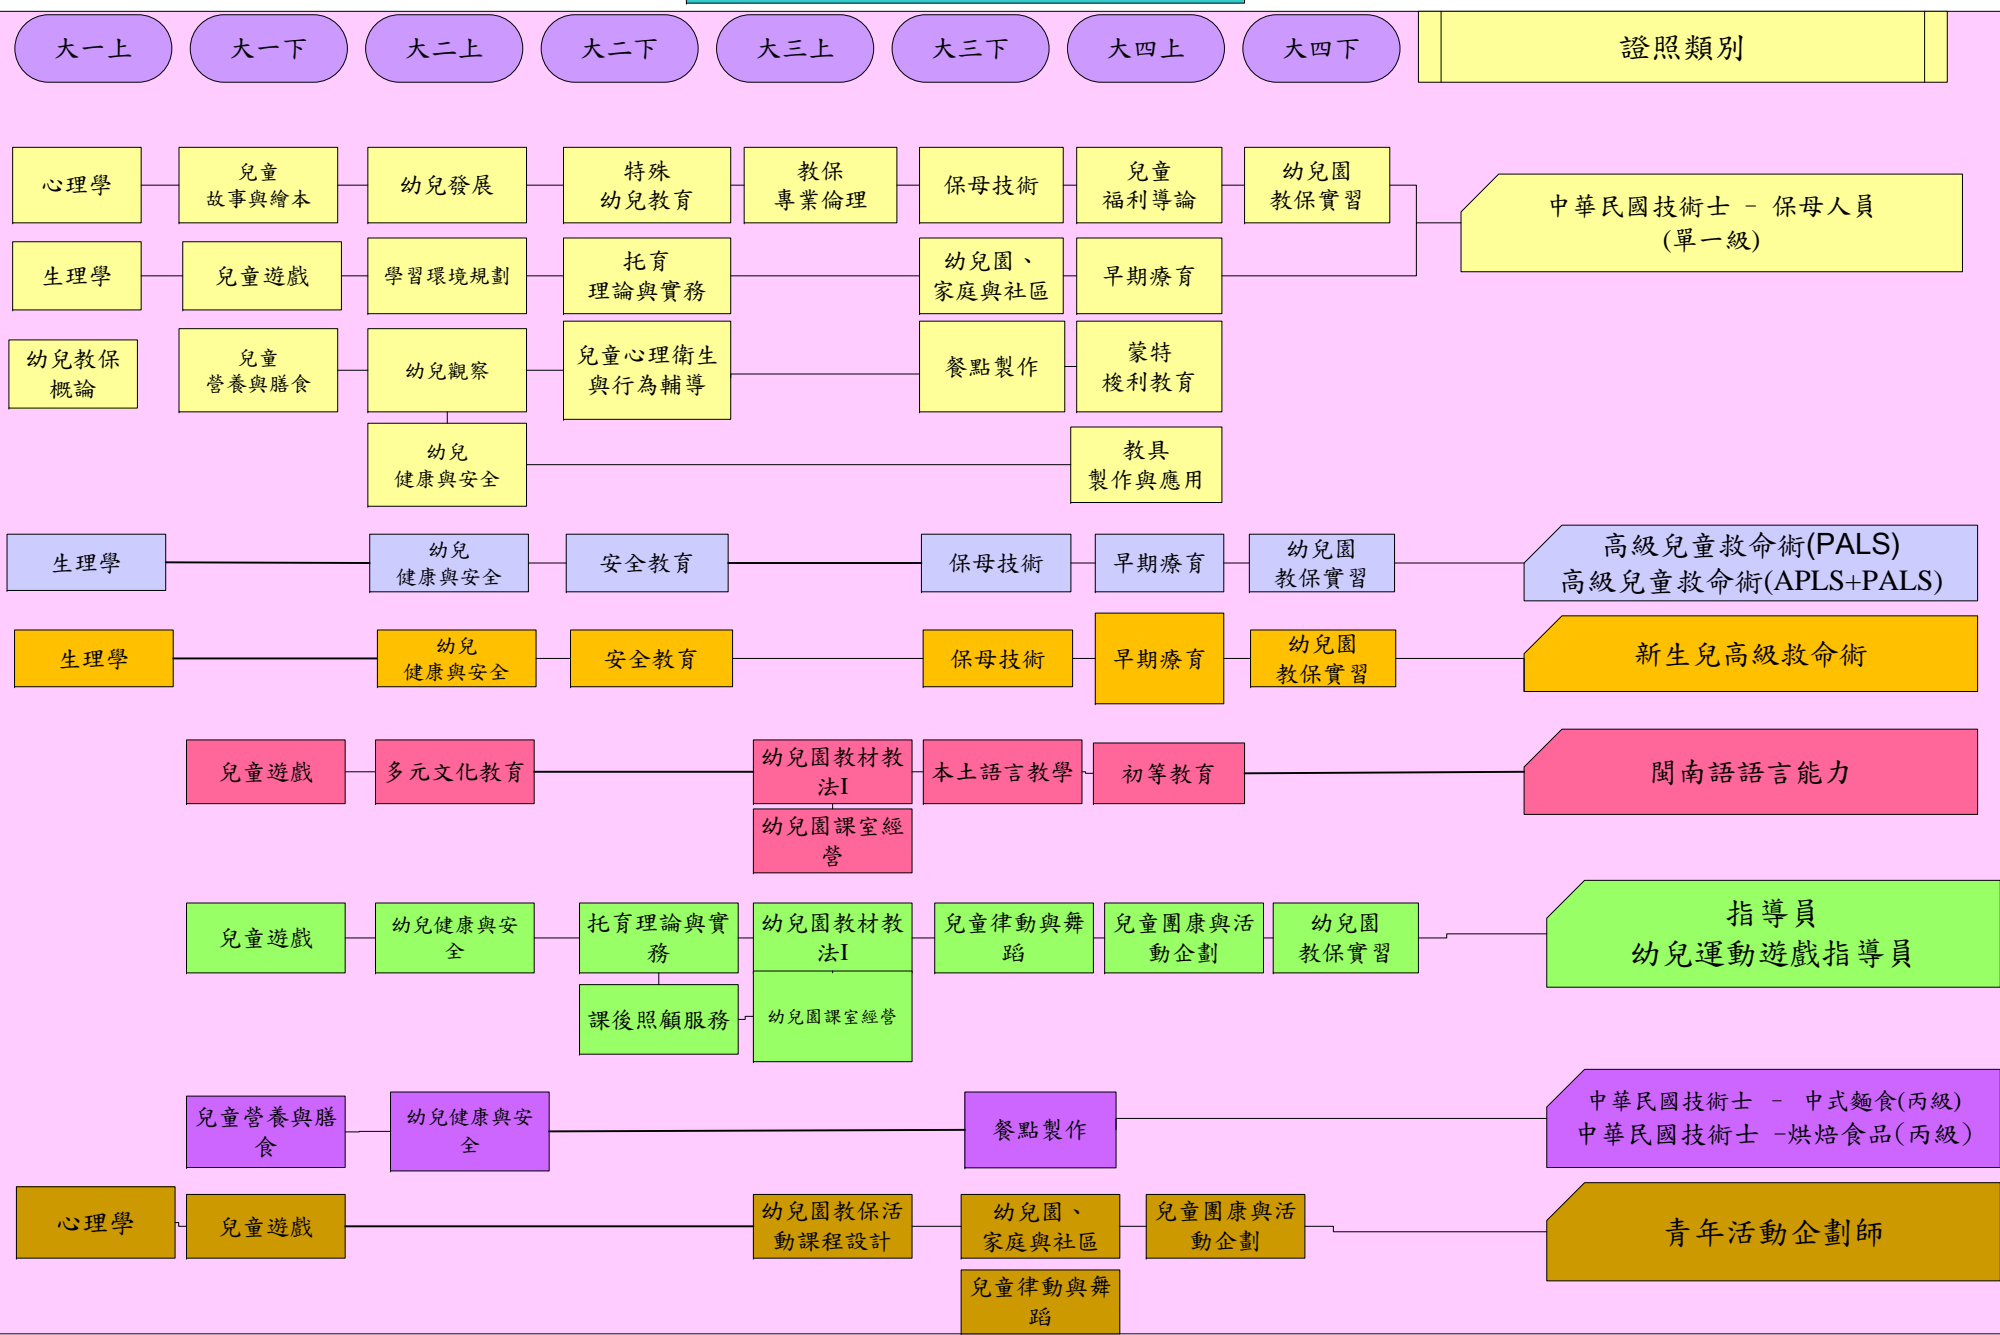 大一上
大一下
大二上
大二下
大三上
大三下
大四上
大四下
證照類別
心理學
兒童
故事與繪本
幼兒發展
特殊
幼兒教育
教保
專業倫理
保母技術
兒童
福利導論
幼兒園
教保實習
中華民國技術士 - 保母人員
(單一級)
生理學
兒童遊戲
學習環境規劃
托育
理論與實務
幼兒園、
家庭與社區
早期療育
幼兒教保
概論
兒童
營養與膳食
幼兒觀察
兒童心理衛生
與行為輔導
餐點製作
蒙特
梭利教育
幼兒
健康與安全
教具
製作與應用
生理學
幼兒
健康與安全
安全教育
保母技術
早期療育
幼兒園
教保實習
高級兒童救命術(PALS)
高級兒童救命術(APLS+PALS)
生理學
幼兒
健康與安全
安全教育
保母技術
早期療育
幼兒園
教保實習
新生兒高級救命術
兒童遊戲
多元文化教育
幼兒園教材教
法I
本土語言教學
初等教育
閩南語語言能力
幼兒園課室經
營
兒童遊戲
幼兒健康與安
全
托育理論與實
務
幼兒園教材教
法I
兒童律動與舞
蹈
兒童團康與活
動企劃
幼兒園
教保實習
指導員
幼兒運動遊戲指導員
課後照顧服務
幼兒園課室經營
兒童營養與膳
食
幼兒健康與安
全
餐點製作
中華民國技術士 - 中式麵食(丙級)
中華民國技術士 -烘焙食品(丙級)
心理學
兒童遊戲
幼兒園教保活
動課程設計
幼兒園、
家庭與社區
兒童團康與活
動企劃
青年活動企劃師
兒童律動與舞
蹈